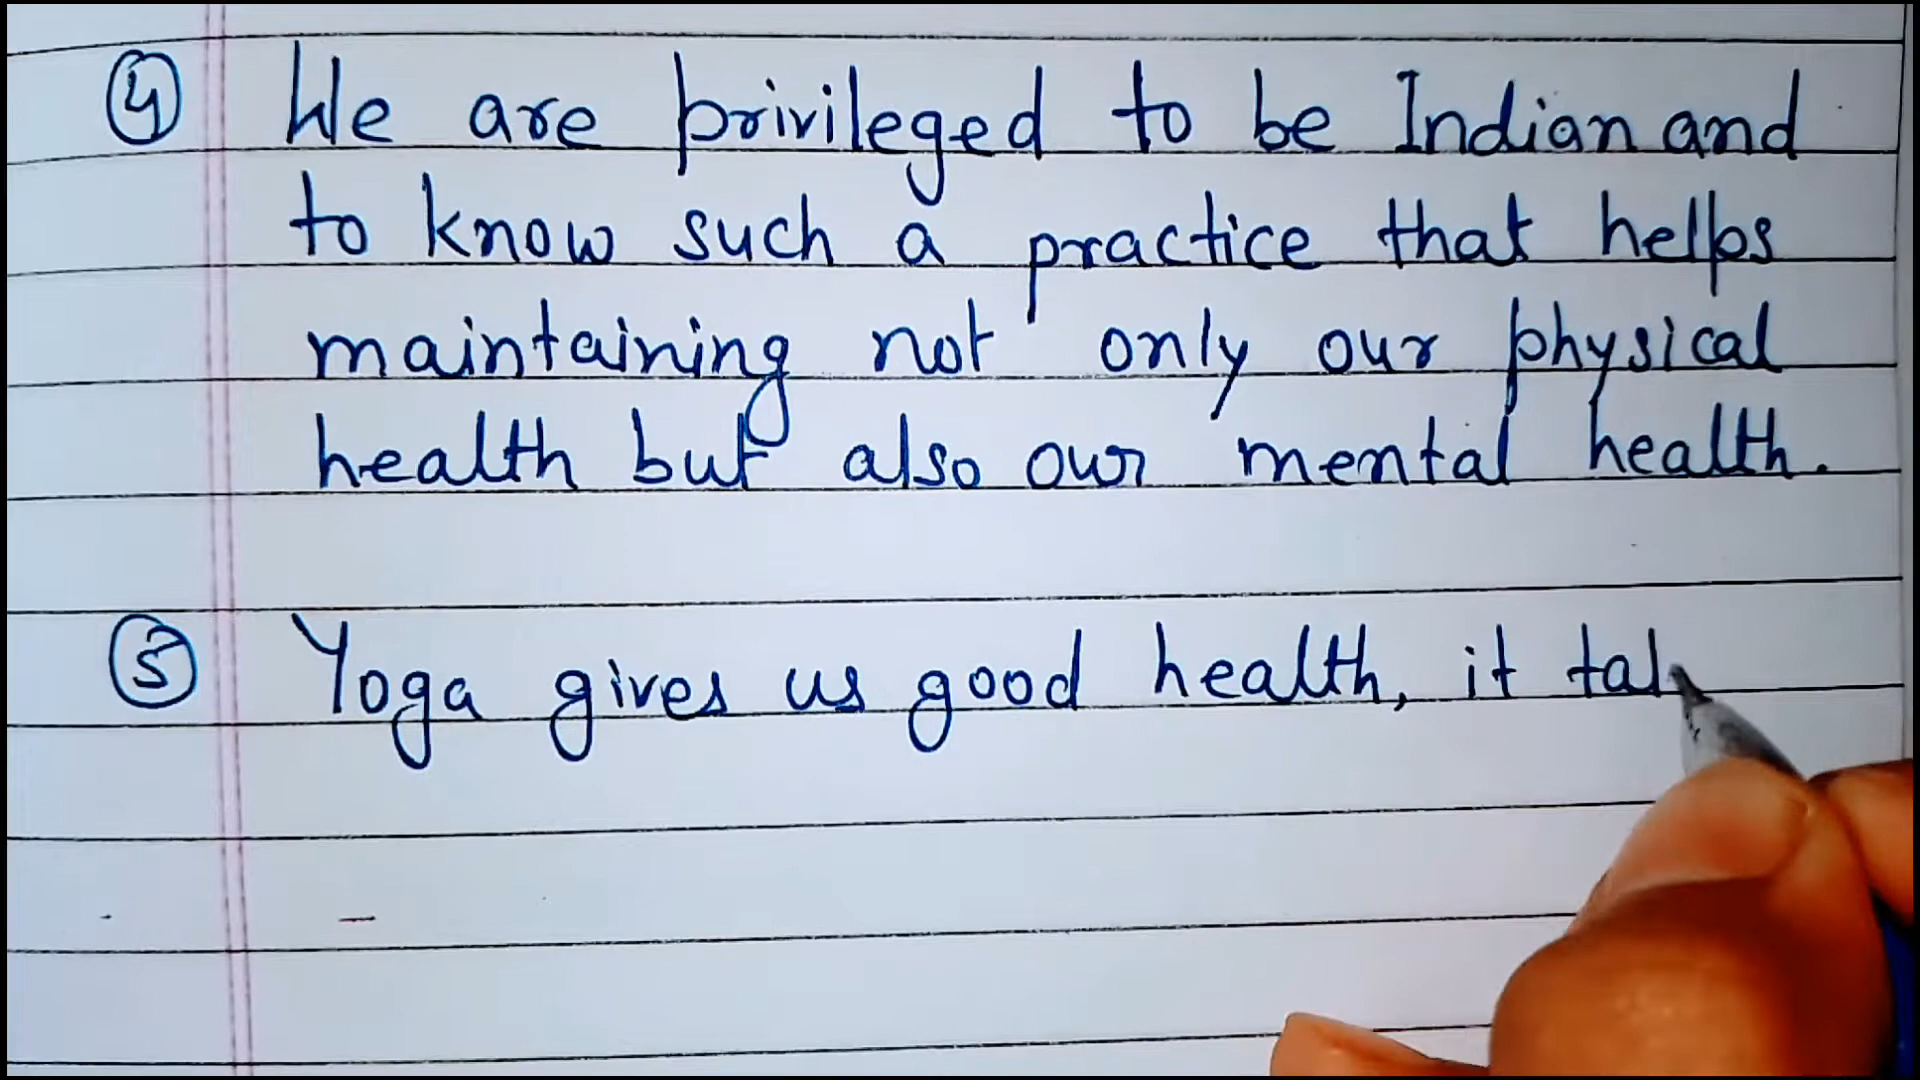 ④ We are privileged to be Indian and
to know such a practice that helps
maintaining not only our physical
health but also our mental health.
⑤ Yoga gives us good health, it